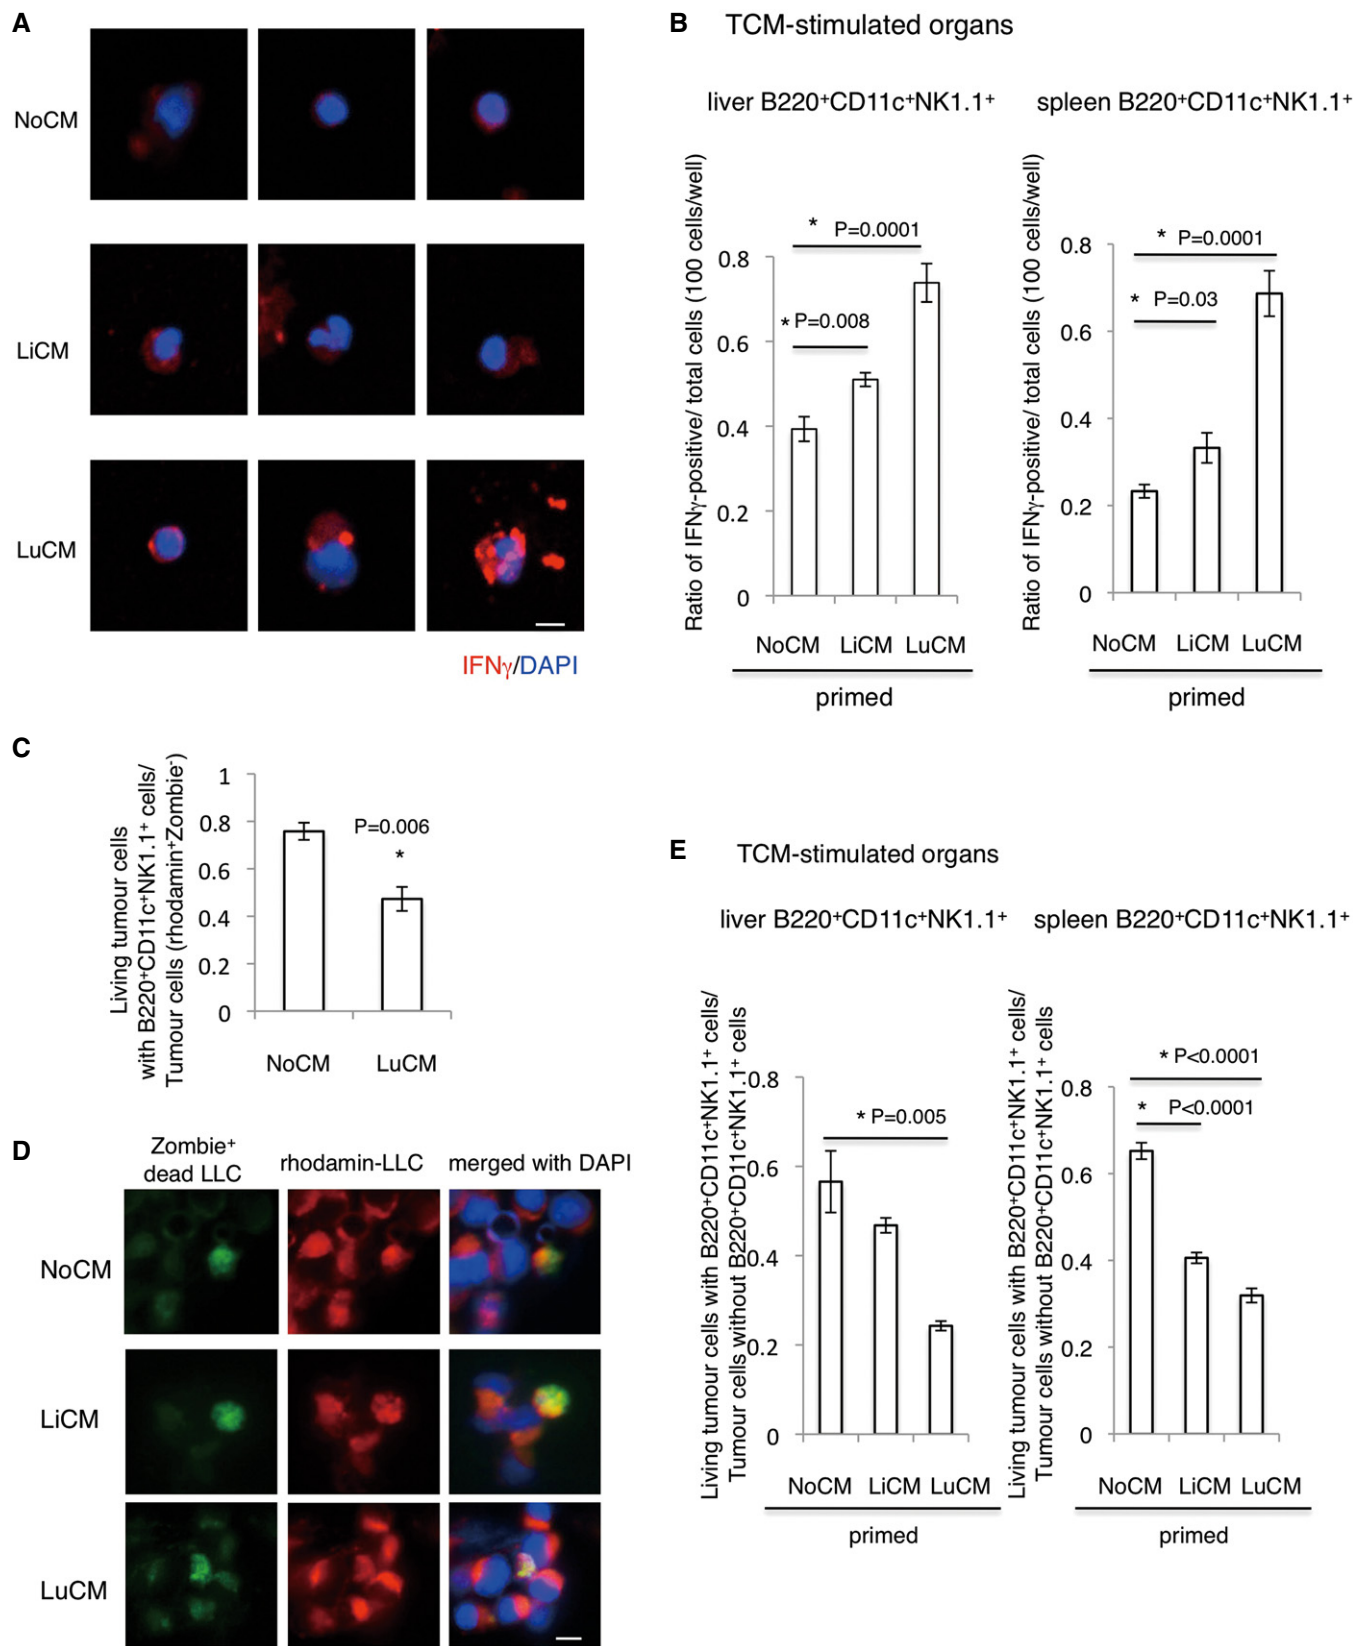 A
NoCM
LiCM
LuCM
IFNγ/DAPI
B TCM-stimulated organs
liver B220⁺CD11c⁺NK1.1⁺
Ratio of IFNγ-positive/ total cells (100 cells/well)
* P=0.0001
* P=0.008
0.8
0.6
0.4
0.2
0
NoCM LiCM LuCM
primed
spleen B220⁺CD11c⁺NK1.1⁺
Ratio of IFNγ-positive/ total cells (100 cells/well)
* P=0.0001
* P=0.03
0.8
0.6
0.4
0.2
0
NoCM LiCM LuCM
primed
C
Living tumour cells
with B220⁺CD11c⁺NK1.1⁺ cells/
Tumour cells (rhodamin⁺Zombie⁻)
1
0.8
0.6
0.4
0.2
0
P=0.006
*
NoCM LuCM
D
Zombie⁺
dead LLC
rhodamin-LLC
merged with DAPI
NoCM
LiCM
LuCM
E TCM-stimulated organs
liver B220⁺CD11c⁺NK1.1⁺
Living tumour cells with B220⁺CD11c⁺NK1.1⁺ cells/
Tumour cells without B220⁺CD11c⁺NK1.1⁺ cells
0.8
0.6
0.4
0.2
0
* P=0.005
NoCM LiCM LuCM
primed
spleen B220⁺CD11c⁺NK1.1⁺
Living tumour cells with B220⁺CD11c⁺NK1.1⁺ cells/
Tumour cells without B220⁺CD11c⁺NK1.1⁺ cells
0.8
0.6
0.4
0.2
0
* P<0.0001
* P<0.0001
NoCM LiCM LuCM
primed